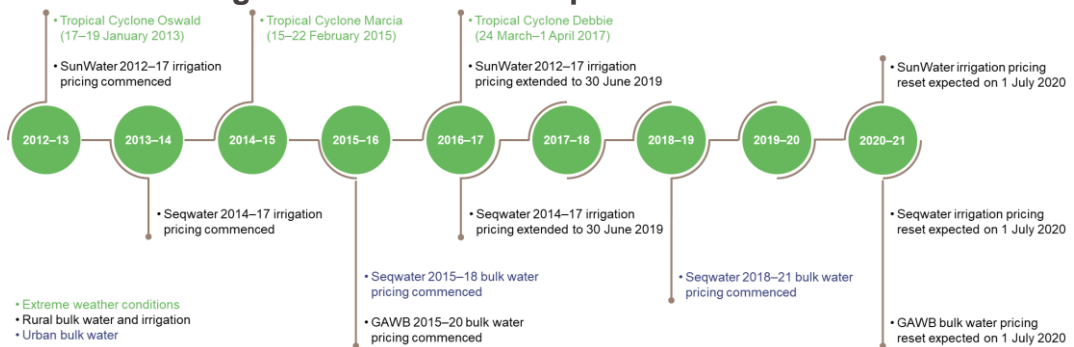 • Tropical Cyclone Oswald
(17–19 January 2013)
• SunWater 2012–17 irrigation
pricing commenced
• Tropical Cyclone Marcia
(15–22 February 2015)
• Tropical Cyclone Debbie
(24 March–1 April 2017)
• SunWater 2012–17 irrigation
pricing extended to 30 June 2019
• SunWater irrigation pricing
reset expected on 1 July 2020
2012–13
2013–14
2014–15
2015–16
2016–17
2017–18
2018–19
2019–20
2020–21
• Seqwater 2014–17 irrigation
pricing commenced
• Seqwater 2014–17 irrigation
pricing extended to 30 June 2019
• Seqwater irrigation pricing
reset expected on 1 July 2020
• Seqwater 2015–18 bulk water
pricing commenced
• Seqwater 2018–21 bulk water
pricing commenced
• GAWB 2015–20 bulk water
pricing commenced
• GAWB bulk water pricing
reset expected on 1 July 2020
• Extreme weather conditions
• Rural bulk water and irrigation
• Urban bulk water